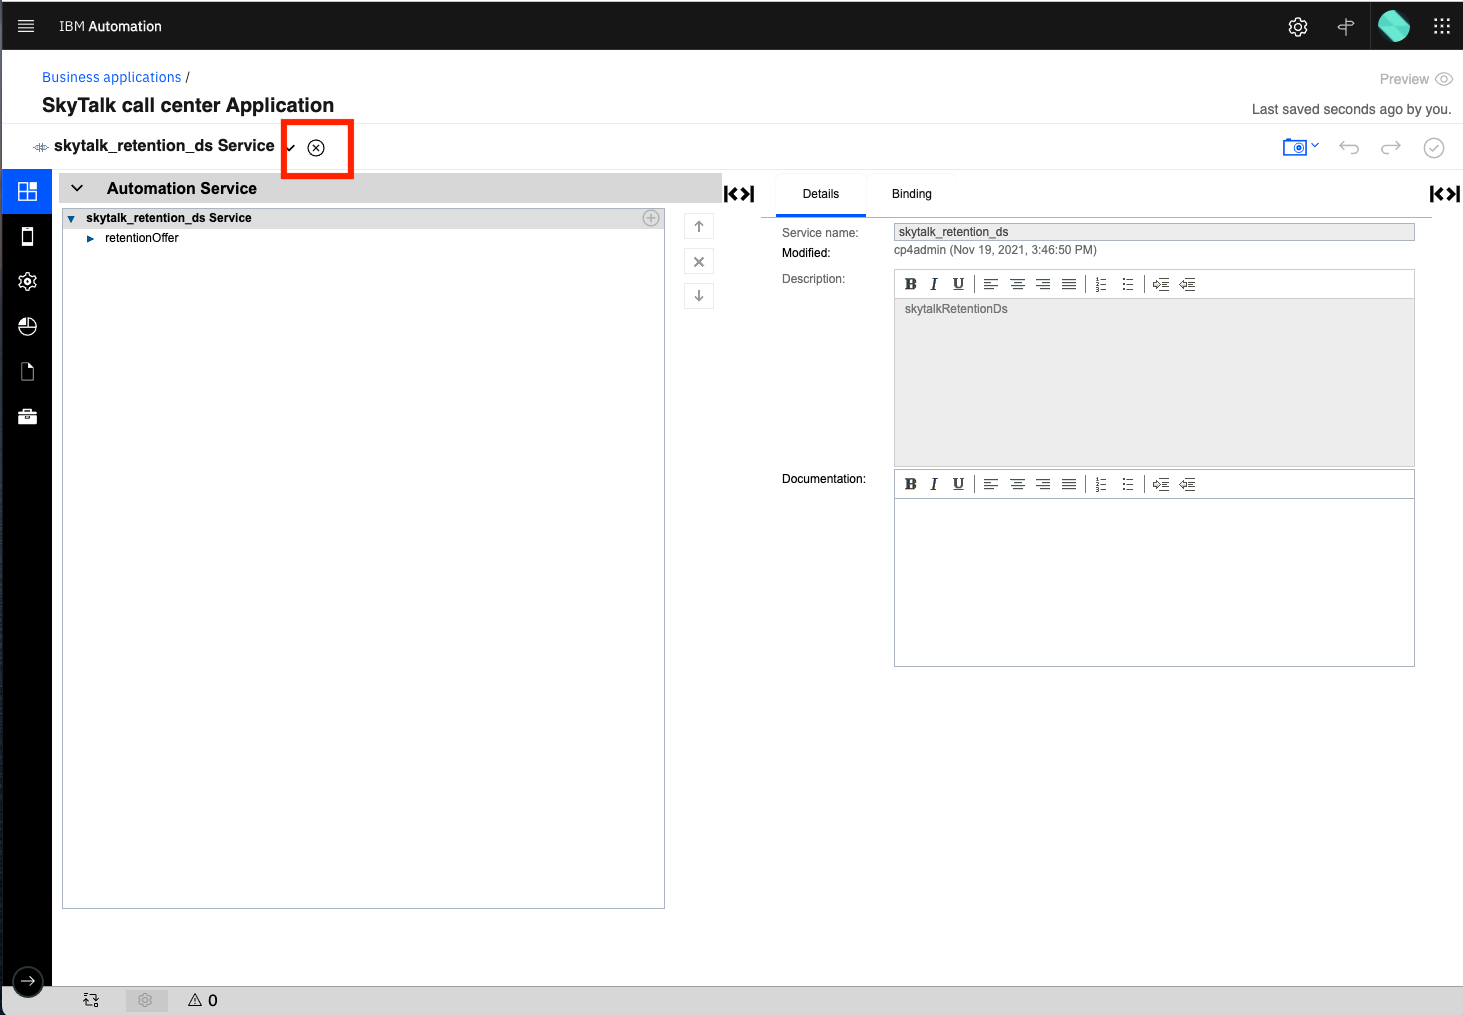 IBM Automation
Business applications /
SkyTalk call center Application
Preview
Last saved seconds ago by you.
skytalk_retention_ds Service
Automation Service
skytalk_retention_ds Service
retentionOffer
Details
Binding
Service name:
skytalk_retention_ds
Modified:
cp4admin (Nov 19, 2021, 3:46:50 PM)
Description:
B I U
skytalkRetentionDs
Documentation:
B I U
0